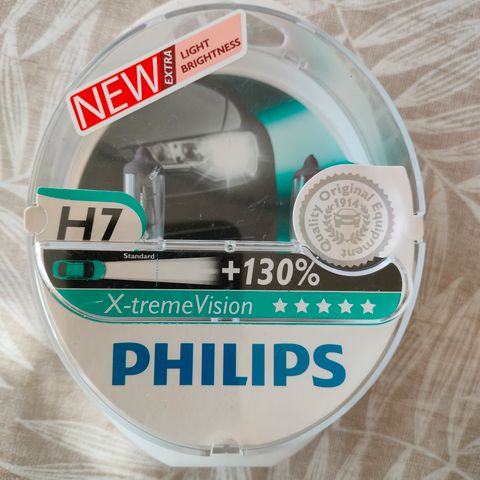 NEW
EXTRA
LIGHT
BRIGHTNESS
H7
Quality Original Equipment
1914
Standard
+130%
X-tremeVision
PHILIPS